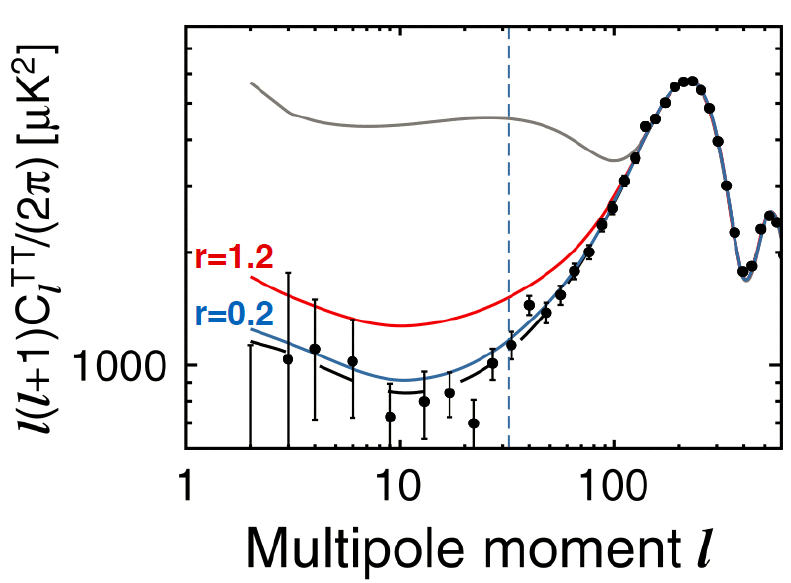 l(l+1)C_l^TT/(2π) [μK²]
r=1.2
r=0.2
1000
1 10 100
Multipole moment l